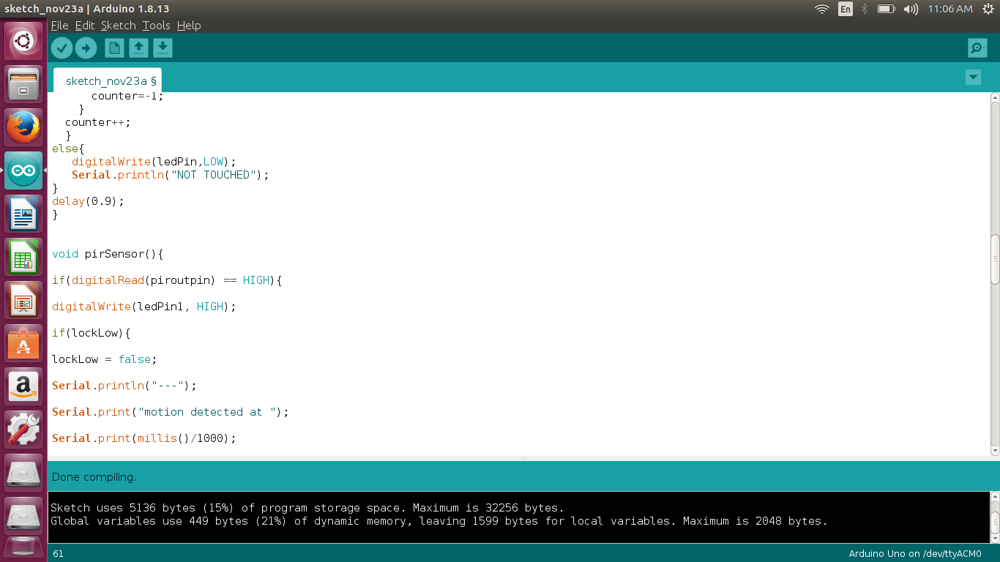 sketch_nov23a | Arduino 1.8.13
En
11:06 AM
File Edit Sketch Tools Help
sketch_nov23a §
counter=-1;
}
counter++;
}
else{
digitalWrite(ledPin,LOW);
Serial.println("NOT TOUCHED");
}
delay(0.9);
}
void pirSensor(){
if(digitalRead(piroutpin) == HIGH){
digitalWrite(ledPin1, HIGH);
if(lockLow){
lockLow = false;
Serial.println("---");
Serial.print("motion detected at ");
Serial.print(millis()/1000);
Done compiling.
Sketch uses 5136 bytes (15%) of program storage space. Maximum is 32256 bytes.
Global variables use 449 bytes (21%) of dynamic memory, leaving 1599 bytes for local variables. Maximum is 2048 bytes.
61
Arduino Uno on /dev/ttyACM0